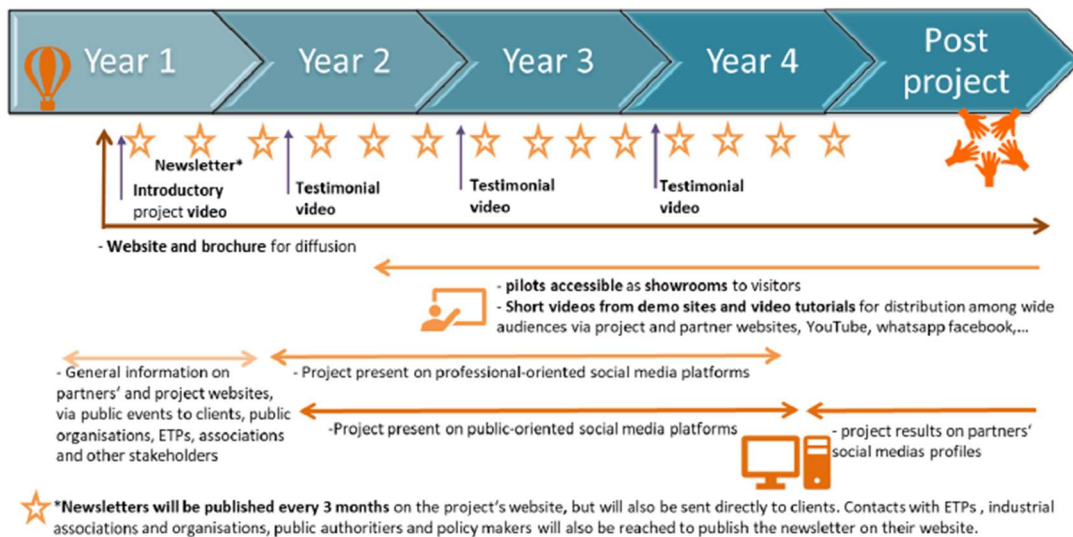 Year 1
Year 2
Year 3
Year 4
Post
project
Newsletter*
Introductory
project video
Testimonial
video
Testimonial
video
Testimonial
video
- Website and brochure for diffusion
- pilots accessible as showrooms to visitors
- Short videos from demo sites and video tutorials for distribution among wide
audiences via project and partner websites, YouTube, whatsapp facebook,...
- General information on
partners' and project websites,
via public events to clients, public
organisations, ETPs, associations
and other stakeholders
- Project present on professional-oriented social media platforms
-Project present on public-oriented social media platforms
- project results on partners'
social medias profiles
*Newsletters will be published every 3 months on the project's website, but will also be sent directly to clients. Contacts with ETPs , industrial
associations and organisations, public authoritiers and policy makers will also be reached to publish the newsletter on their website.